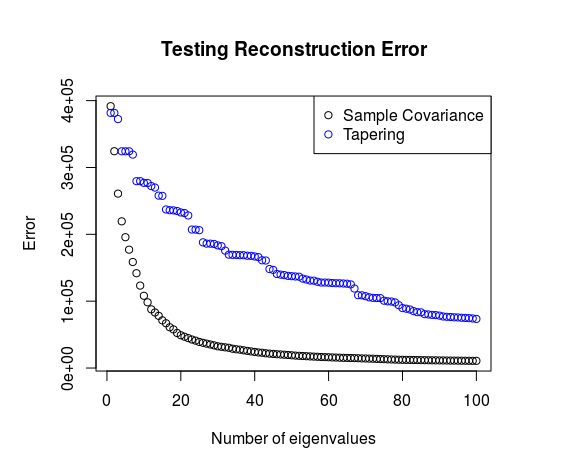 Testing Reconstruction Error
Sample Covariance
Tapering
Error
4e+05
3e+05
2e+05
1e+05
0e+00
0 20 40 60 80 100
Number of eigenvalues